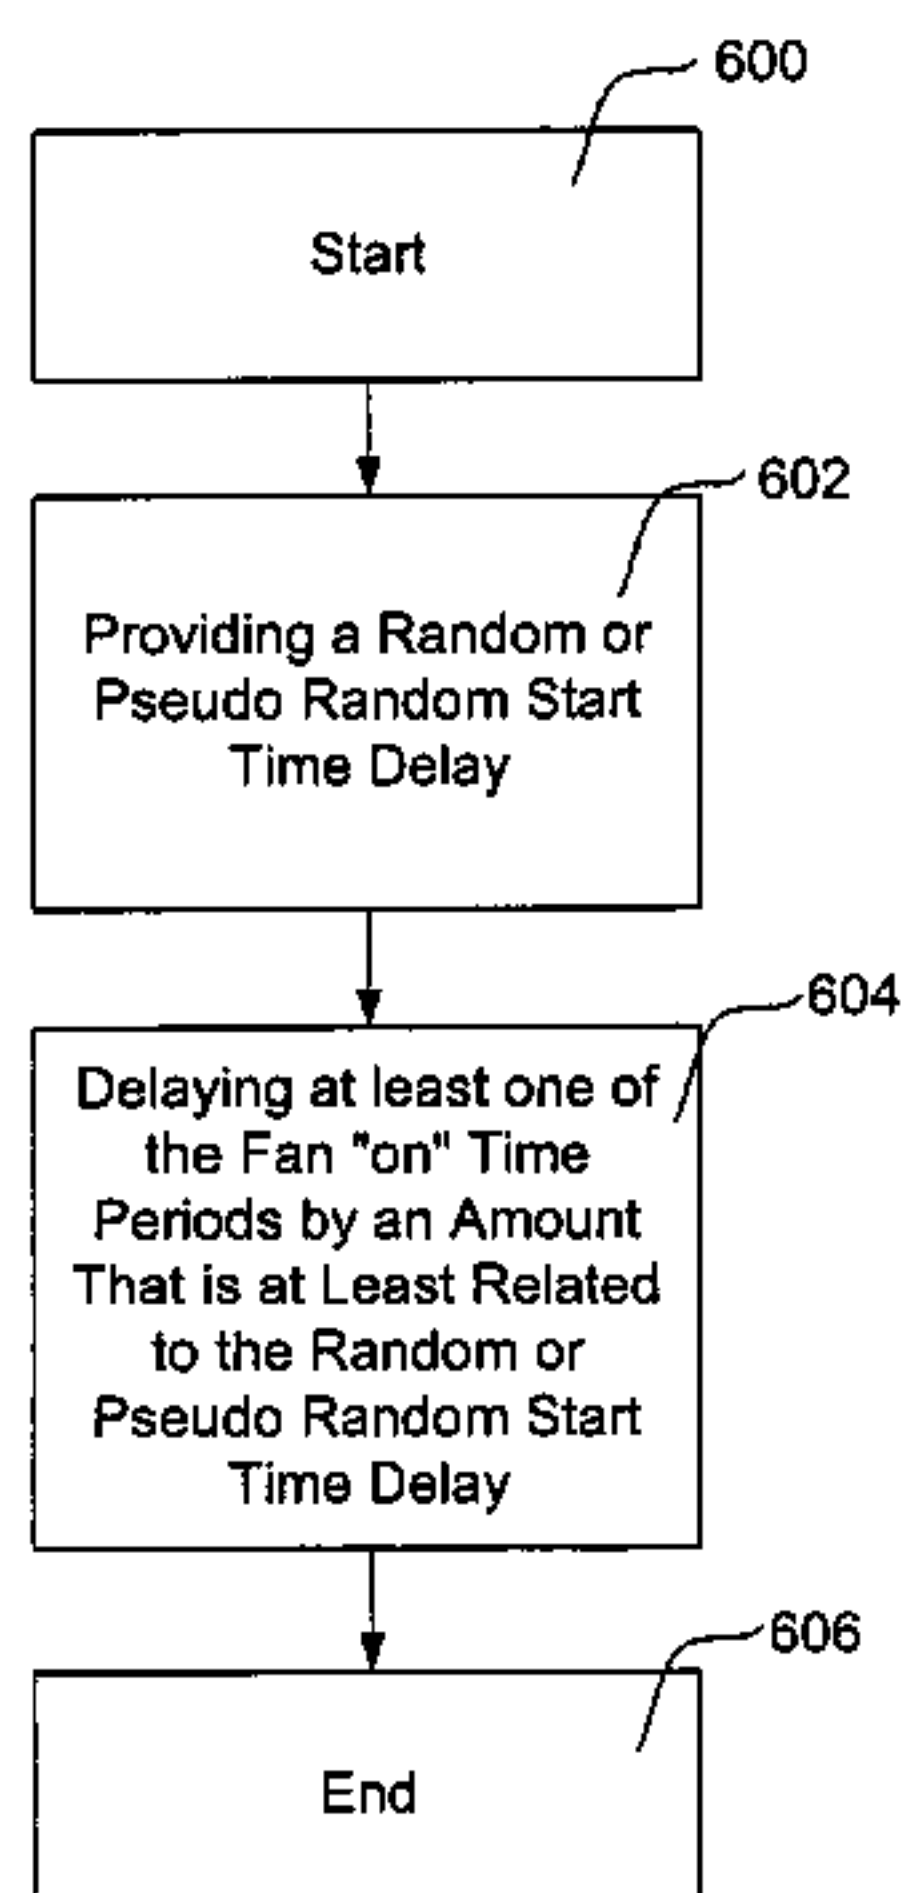 600
Start
602
Providing a Random or
Pseudo Random Start
Time Delay
604
Delaying at least one of
the Fan "on" Time
Periods by an Amount
That is at Least Related
to the Random or
Pseudo Random Start
Time Delay
606
End